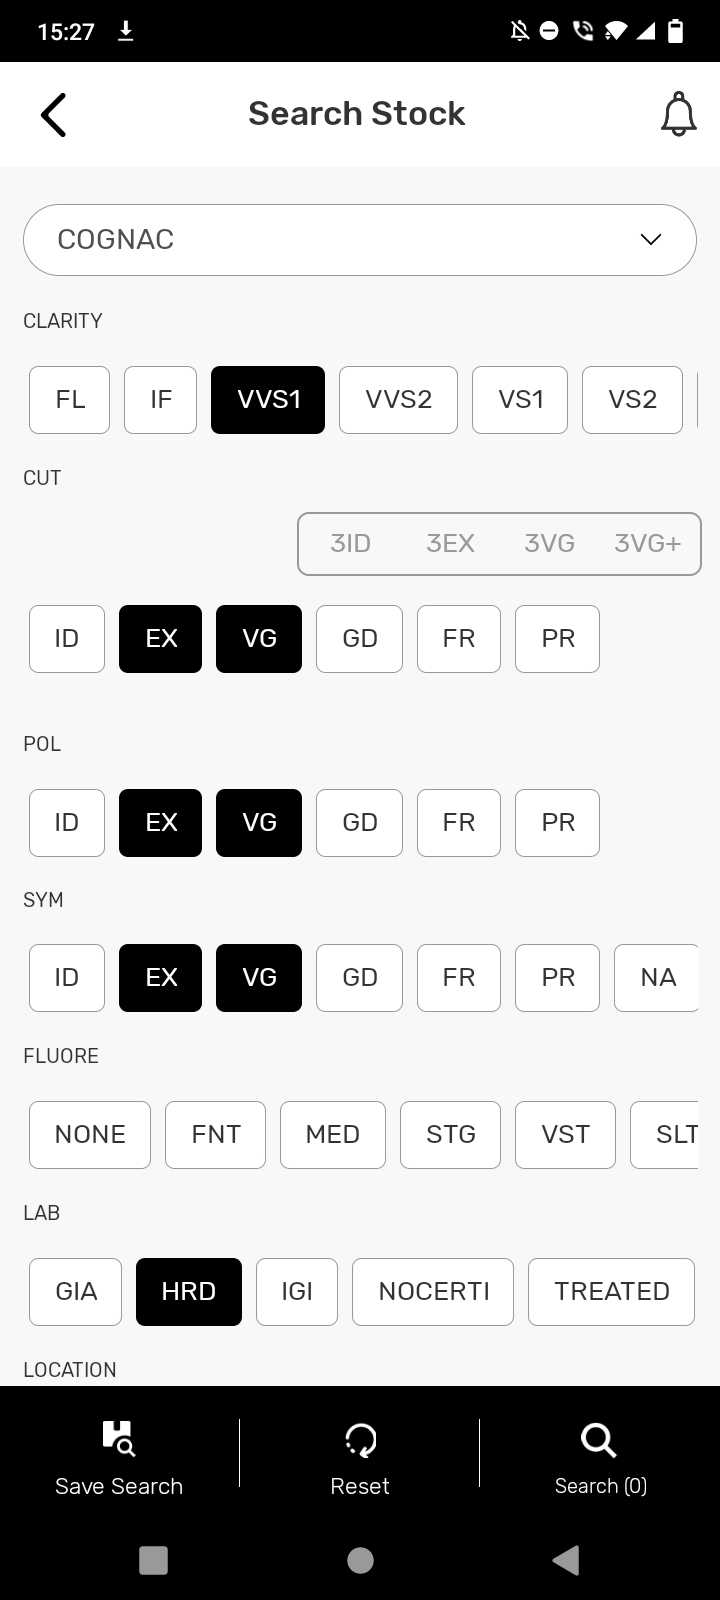 15:27
Search Stock
COGNAC
CLARITY
FL IF VVS1 VVS2 VS1 VS2
CUT
3ID 3EX 3VG 3VG+
ID EX VG GD FR PR
POL
ID EX VG GD FR PR
SYM
ID EX VG GD FR PR NA
FLUORE
NONE FNT MED STG VST SLT
LAB
GIA HRD IGI NOCERTI TREATED
LOCATION
Save Search Reset Search (0)